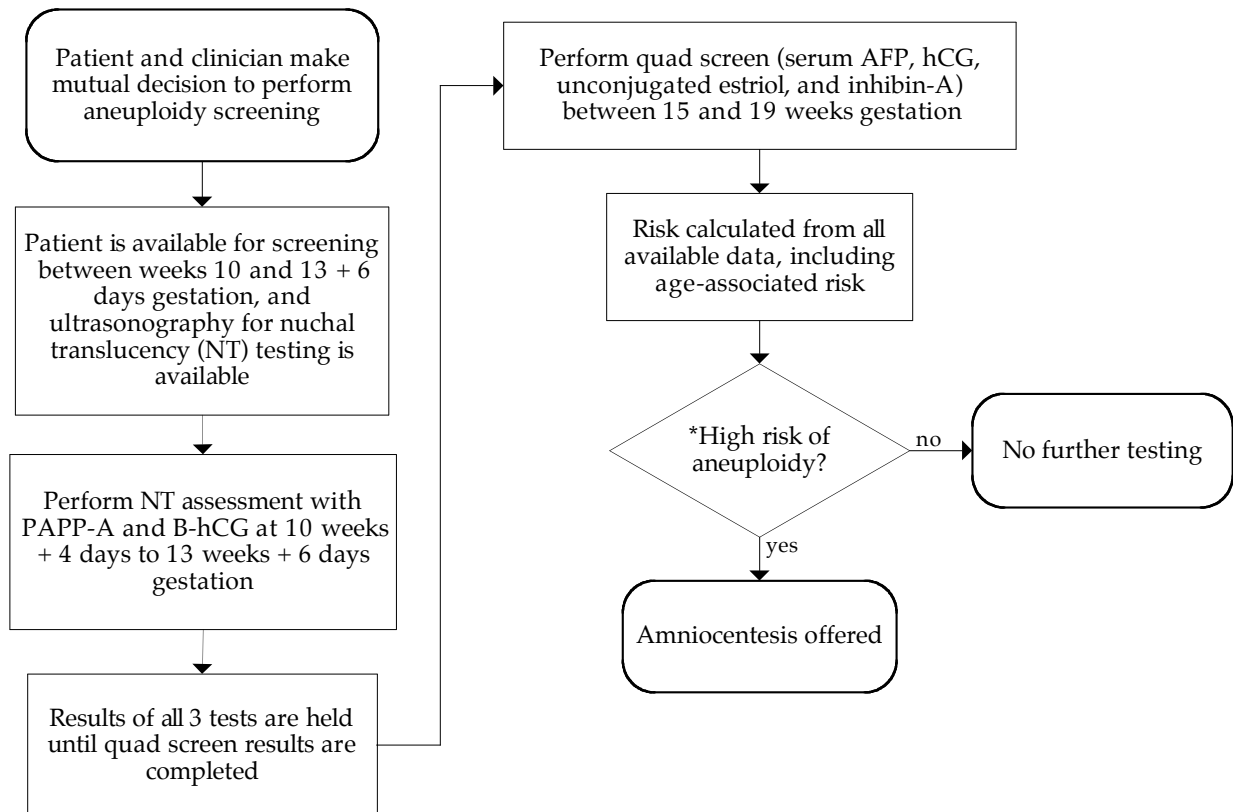 Patient and clinician make
mutual decision to perform
aneuploidy screening
Patient is available for screening
between weeks 10 and 13 + 6
days gestation, and
ultrasonography for nuchal
translucency (NT) testing is
available
Perform NT assessment with
PAPP-A and B-hCG at 10 weeks
+ 4 days to 13 weeks + 6 days
gestation
Results of all 3 tests are held
until quad screen results are
completed
Perform quad screen (serum AFP, hCG,
unconjugated estriol, and inhibin-A)
between 15 and 19 weeks gestation
Risk calculated from all
available data, including
age-associated risk
*High risk of
aneuploidy?
no
No further testing
yes
Amniocentesis offered